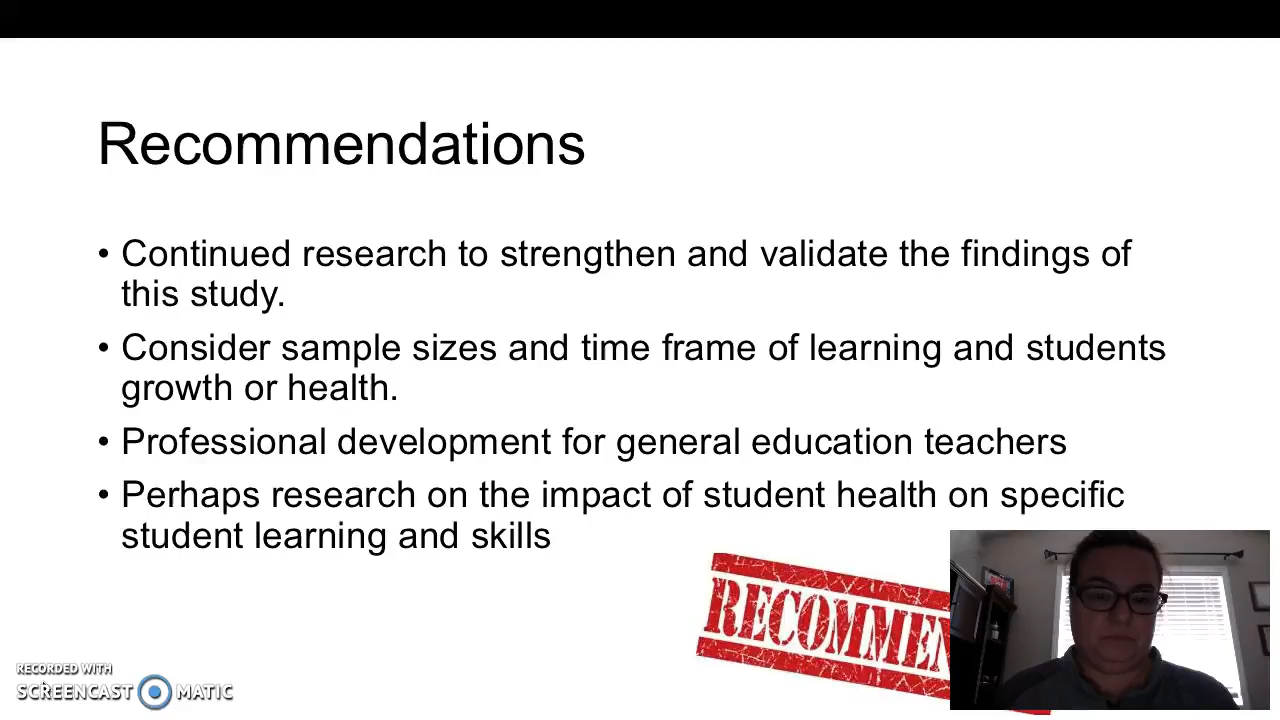 Recommendations
• Continued research to strengthen and validate the findings of
this study.
• Consider sample sizes and time frame of learning and students
growth or health.
• Professional development for general education teachers
• Perhaps research on the impact of student health on specific
student learning and skills
RECOMMEN
RECORDED WITH
SCREENCAST MATIC